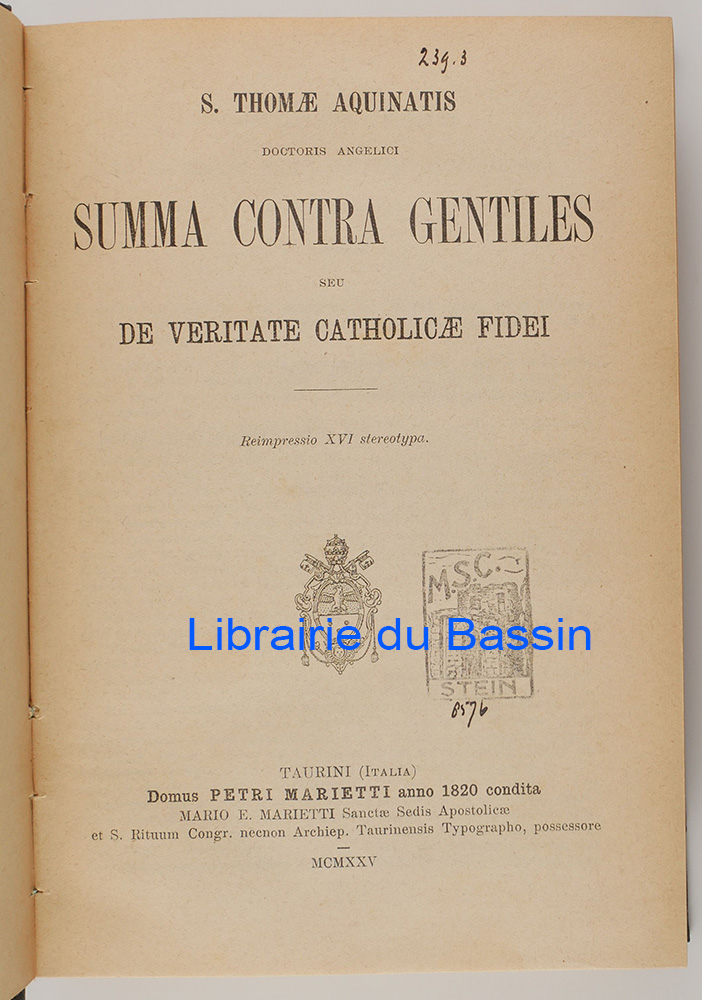 239.3
S. THOMÆ AQUINATIS
DOCTORIS ANGELICI
SUMMA CONTRA GENTILES
SEU
DE VERITATE CATHOLICÆ FIDEI
Reimpressio XVI stereotypa.
M.S.C.
Librairie du Bassin
STEIN
8576
TAURINI (ITALIA)
Domus PETRI MARIETTI anno 1820 condita
MARIO E. MARIETTI Sanctæ Sedis Apostolicæ
et S. Rituum Congr. necnon Archiep. Taurinensis Typographo, possessore
MCMXXV